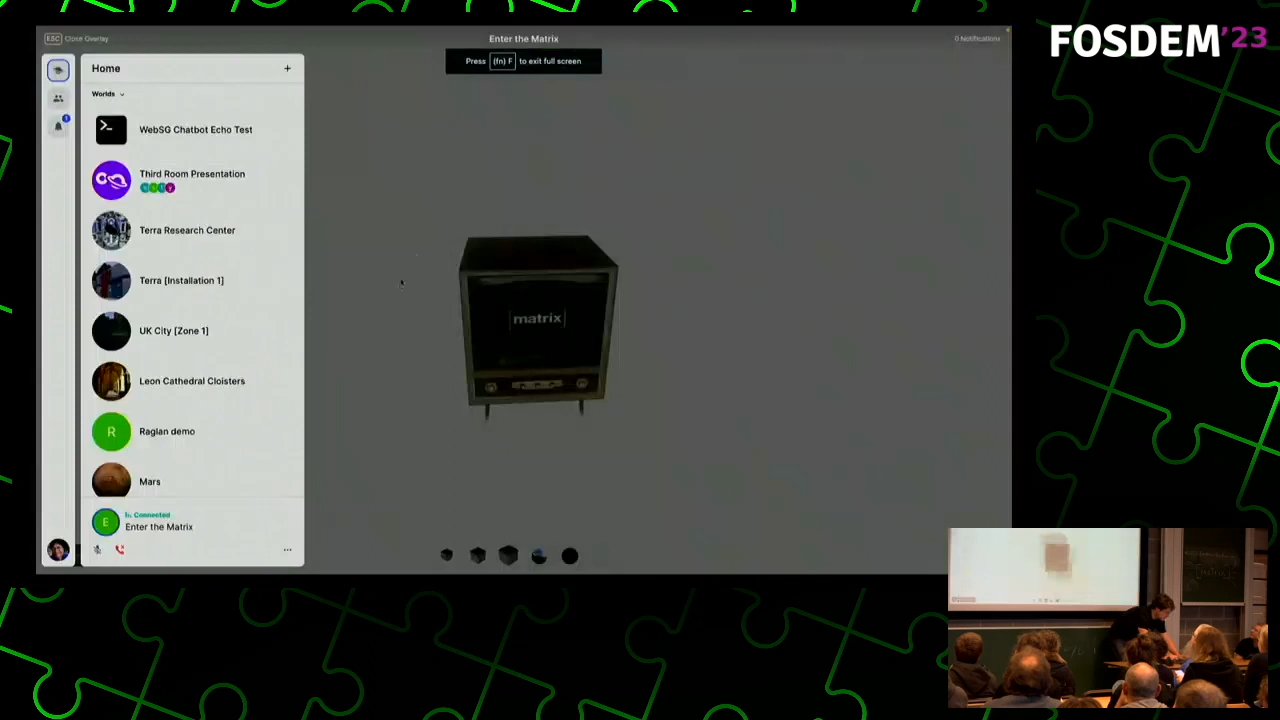 ESC Close Overlay
Enter the Matrix
0 Notifications
Press (fn) F to exit full screen
FOSDEM'23
Home +
Worlds
WebSG Chatbot Echo Test
Third Room Presentation
Terra Research Center
Terra [Installation 1]
UK City [Zone 1]
Leon Cathedral Cloisters
R
Raglan demo
Mars
E
Connected
Enter the Matrix
[matrix]